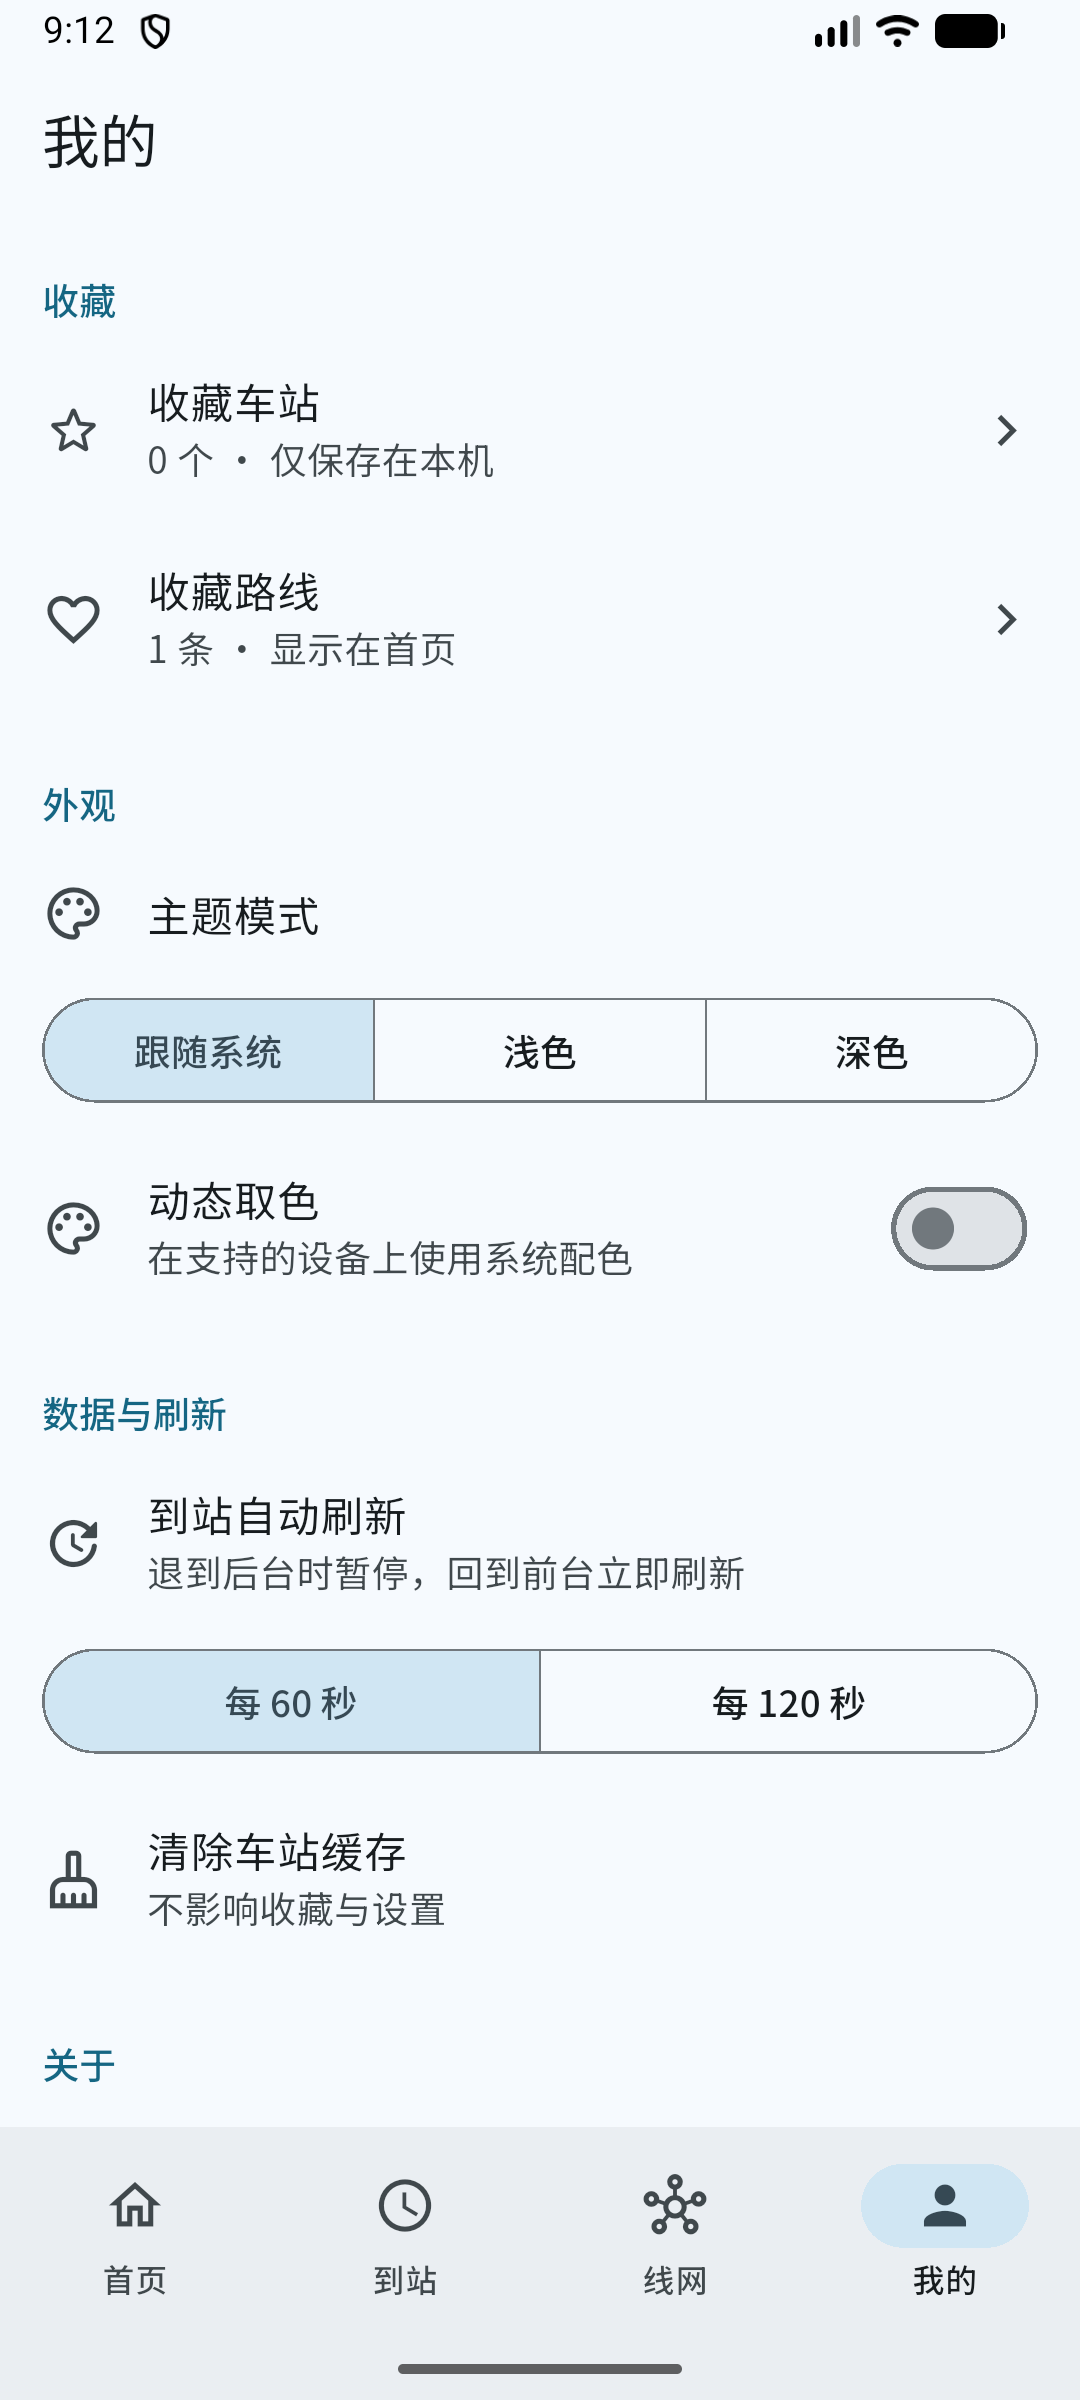 9:12
我的
收藏
收藏车站
0 个 • 仅保存在本机
收藏路线
1 条 • 显示在首页
外观
主题模式
跟随系统
浅色
深色
动态取色
在支持的设备上使用系统配色
数据与刷新
到站自动刷新
退到后台时暂停，回到前台立即刷新
每 60 秒
每 120 秒
清除车站缓存
不影响收藏与设置
关于
首页
到站
线网
我的